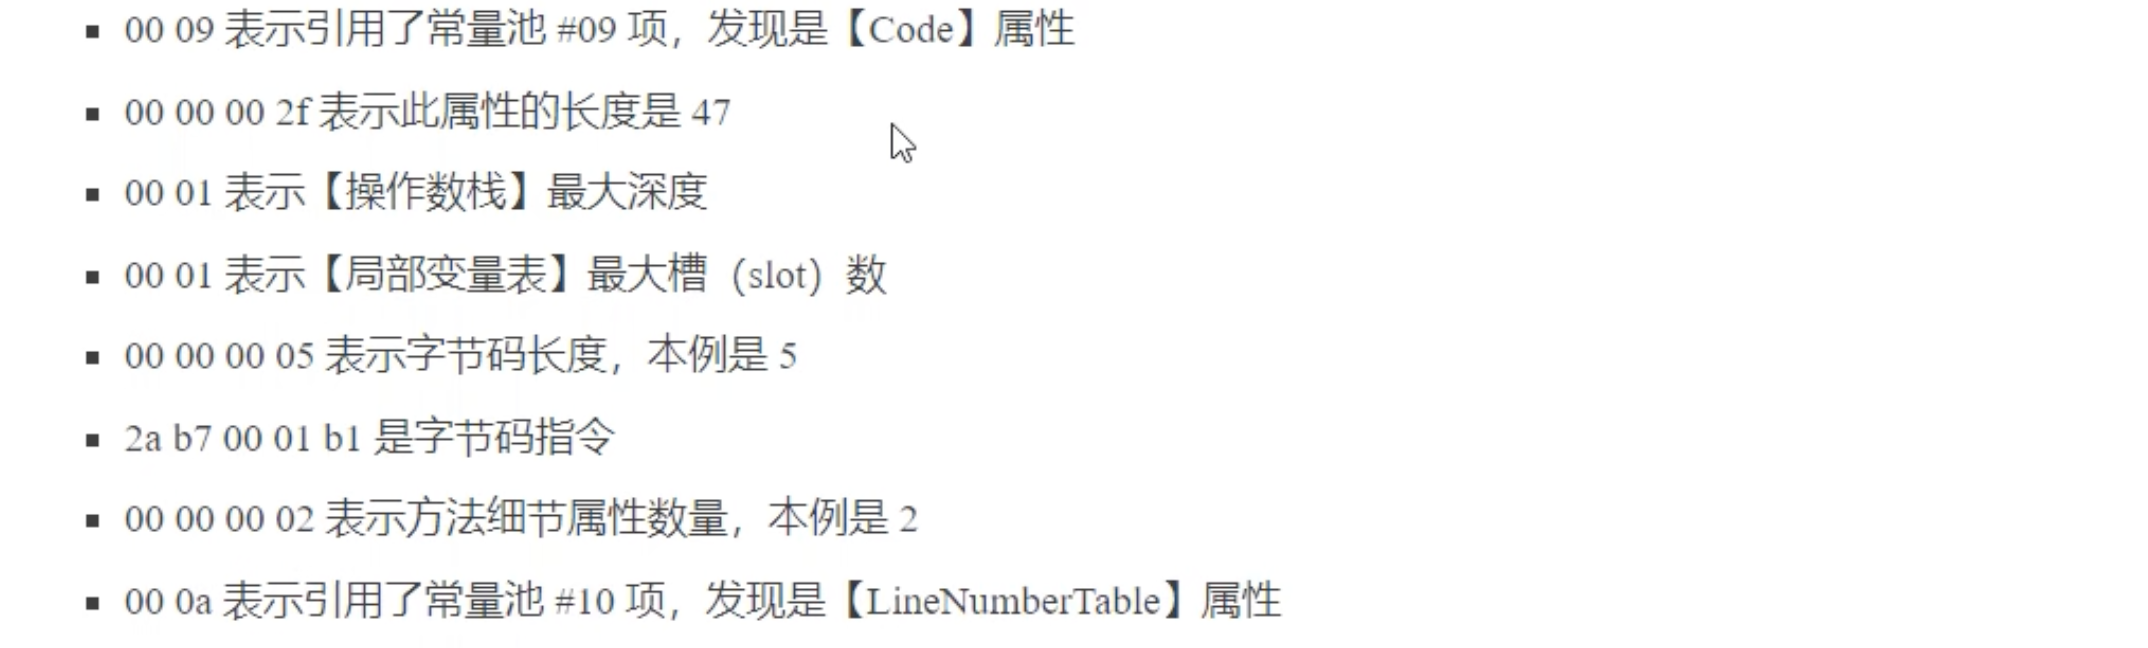 ▪ 00 09 表示引用了常量池 #09 项，发现是【Code】属性
▪ 00 00 00 2f 表示此属性的长度是 47
▪ 00 01 表示【操作数栈】最大深度
▪ 00 01 表示【局部变量表】最大槽（slot）数
▪ 00 00 00 05 表示字节码长度，本例是 5
▪ 2a b7 00 01 b1 是字节码指令
▪ 00 00 00 02 表示方法细节属性数量，本例是 2
▪ 00 0a 表示引用了常量池 #10 项，发现是【LineNumberTable】属性